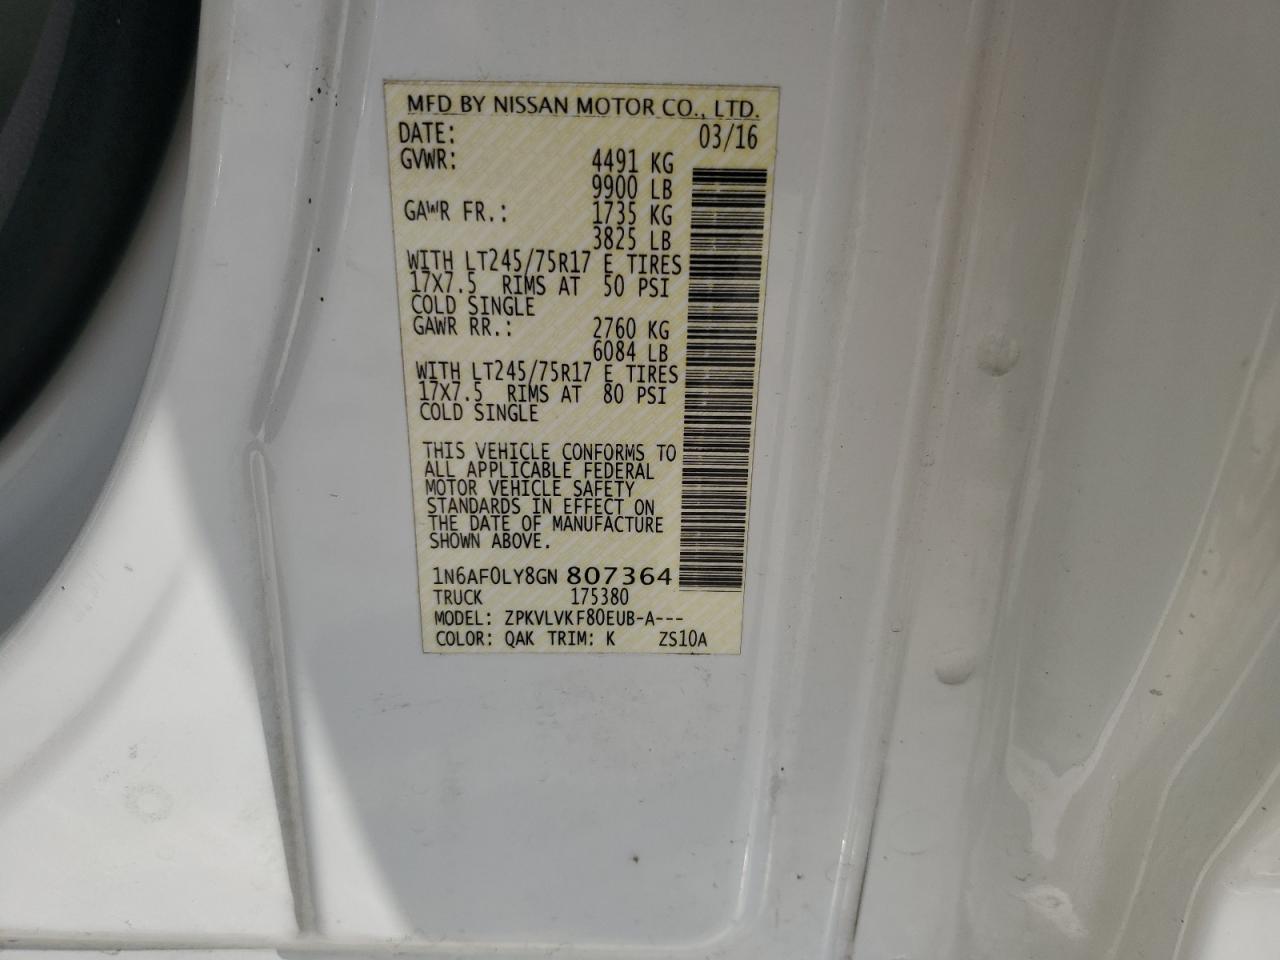 MFD BY NISSAN MOTOR CO., LTD.
DATE: 03/16
GVWR: 4491 KG
9900 LB
GAWR FR.: 1735 KG
3825 LB
WITH LT245/75R17 E TIRES
17X7.5 RIMS AT 50 PSI
COLD SINGLE
GAWR RR.: 2760 KG
6084 LB
WITH LT245/75R17 E TIRES
17X7.5 RIMS AT 80 PSI
COLD SINGLE
THIS VEHICLE CONFORMS TO
ALL APPLICABLE FEDERAL
MOTOR VEHICLE SAFETY
STANDARDS IN EFFECT ON
THE DATE OF MANUFACTURE
SHOWN ABOVE.
1N6AF0LY8GN 807364
TRUCK 175380
MODEL: ZPKVLVKF80EUB-A---
COLOR: QAK TRIM: K ZS10A